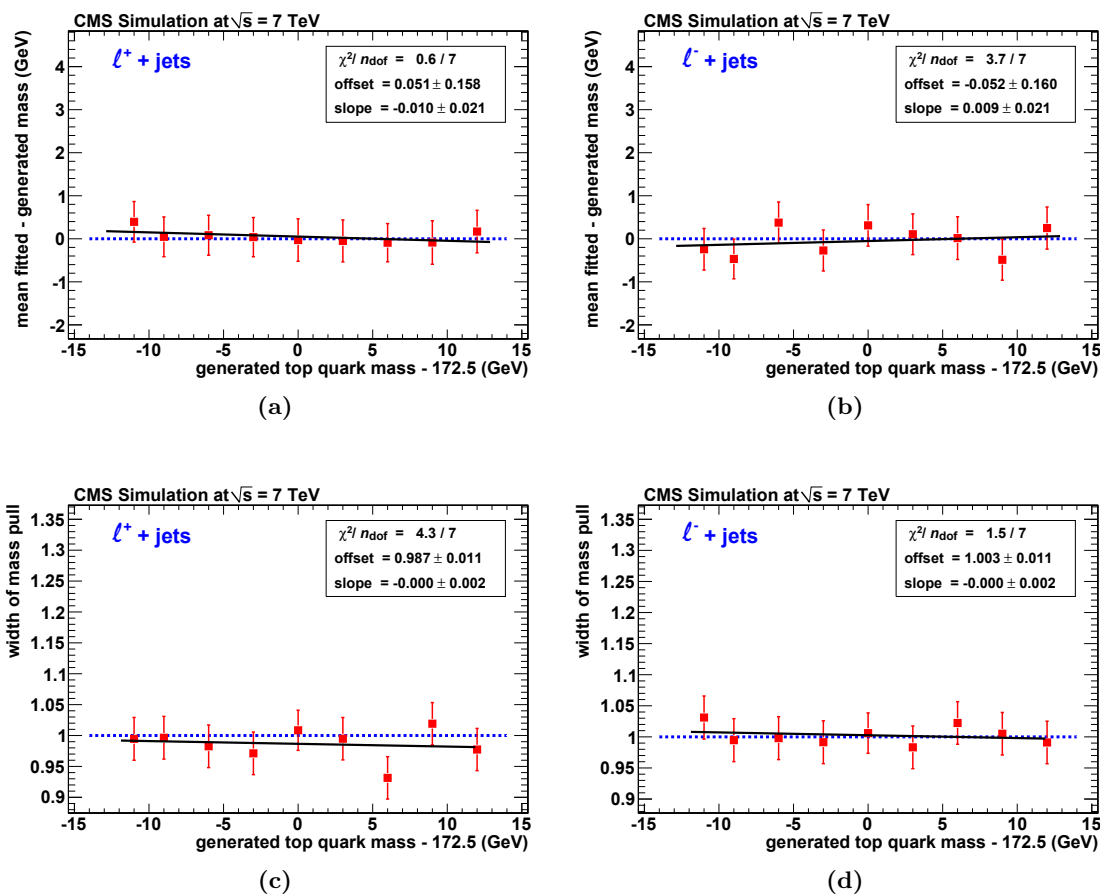 CMS Simulation at √s = 7 TeV
ℓ⁺ + jets
χ²/ n_dof = 0.6 / 7
offset = 0.051 ± 0.158
slope = -0.010 ± 0.021
mean fitted - generated mass (GeV)
4
3
2
1
0
-1
-2
-15 -10 -5 0 5 10 15
generated top quark mass - 172.5 (GeV)
(a)
CMS Simulation at √s = 7 TeV
ℓ⁻ + jets
χ²/ n_dof = 3.7 / 7
offset = -0.052 ± 0.160
slope = 0.009 ± 0.021
mean fitted - generated mass (GeV)
4
3
2
1
0
-1
-2
-15 -10 -5 0 5 10 15
generated top quark mass - 172.5 (GeV)
(b)
CMS Simulation at √s = 7 TeV
ℓ⁺ + jets
χ²/ n_dof = 4.3 / 7
offset = 0.987 ± 0.011
slope = -0.000 ± 0.002
width of mass pull
1.35
1.3
1.25
1.2
1.15
1.1
1.05
1
0.95
0.9
-15 -10 -5 0 5 10 15
generated top quark mass - 172.5 (GeV)
(c)
CMS Simulation at √s = 7 TeV
ℓ⁻ + jets
χ²/ n_dof = 1.5 / 7
offset = 1.003 ± 0.011
slope = -0.000 ± 0.002
width of mass pull
1.35
1.3
1.25
1.2
1.15
1.1
1.05
1
0.95
0.9
-15 -10 -5 0 5 10 15
generated top quark mass - 172.5 (GeV)
(d)